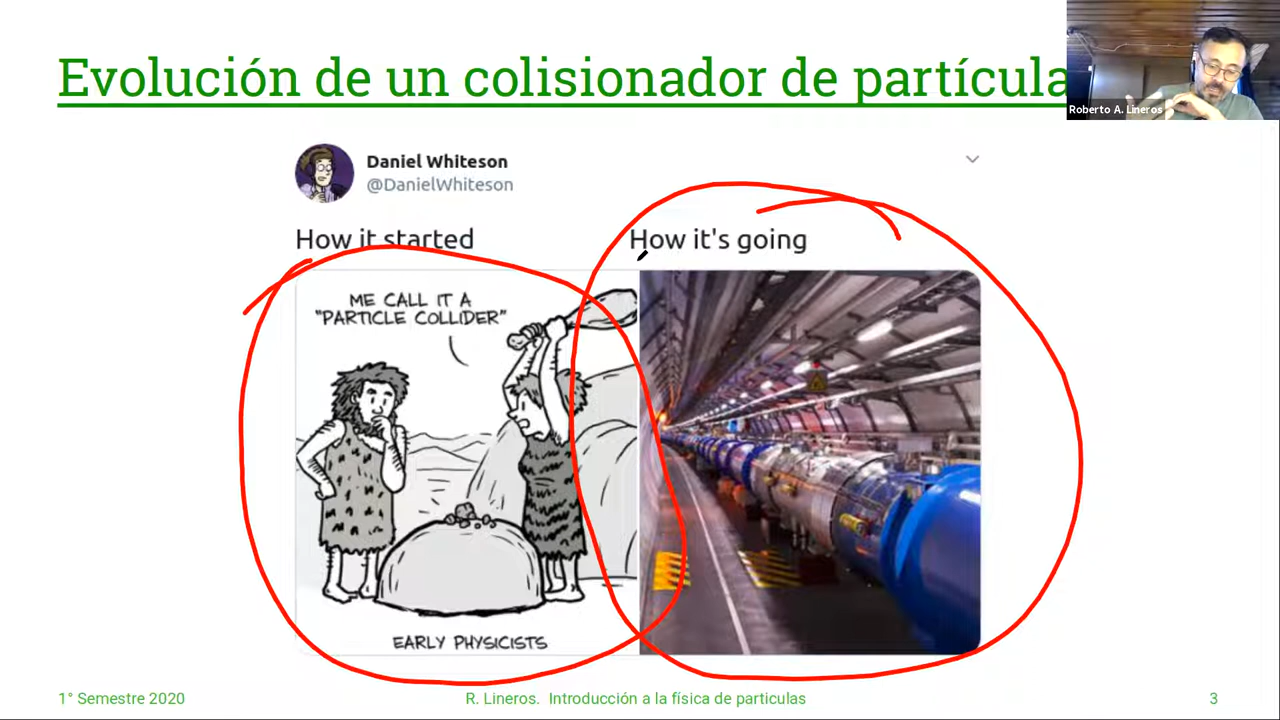 Evolución de un colisionador de partícula
Roberto A. Lineros
Daniel Whiteson
@DanielWhiteson
How it started
How it's going
ME CALL IT A
"PARTICLE COLLIDER"
EARLY PHYSICISTS
1° Semestre 2020
R. Lineros. Introducción a la física de particulas
3